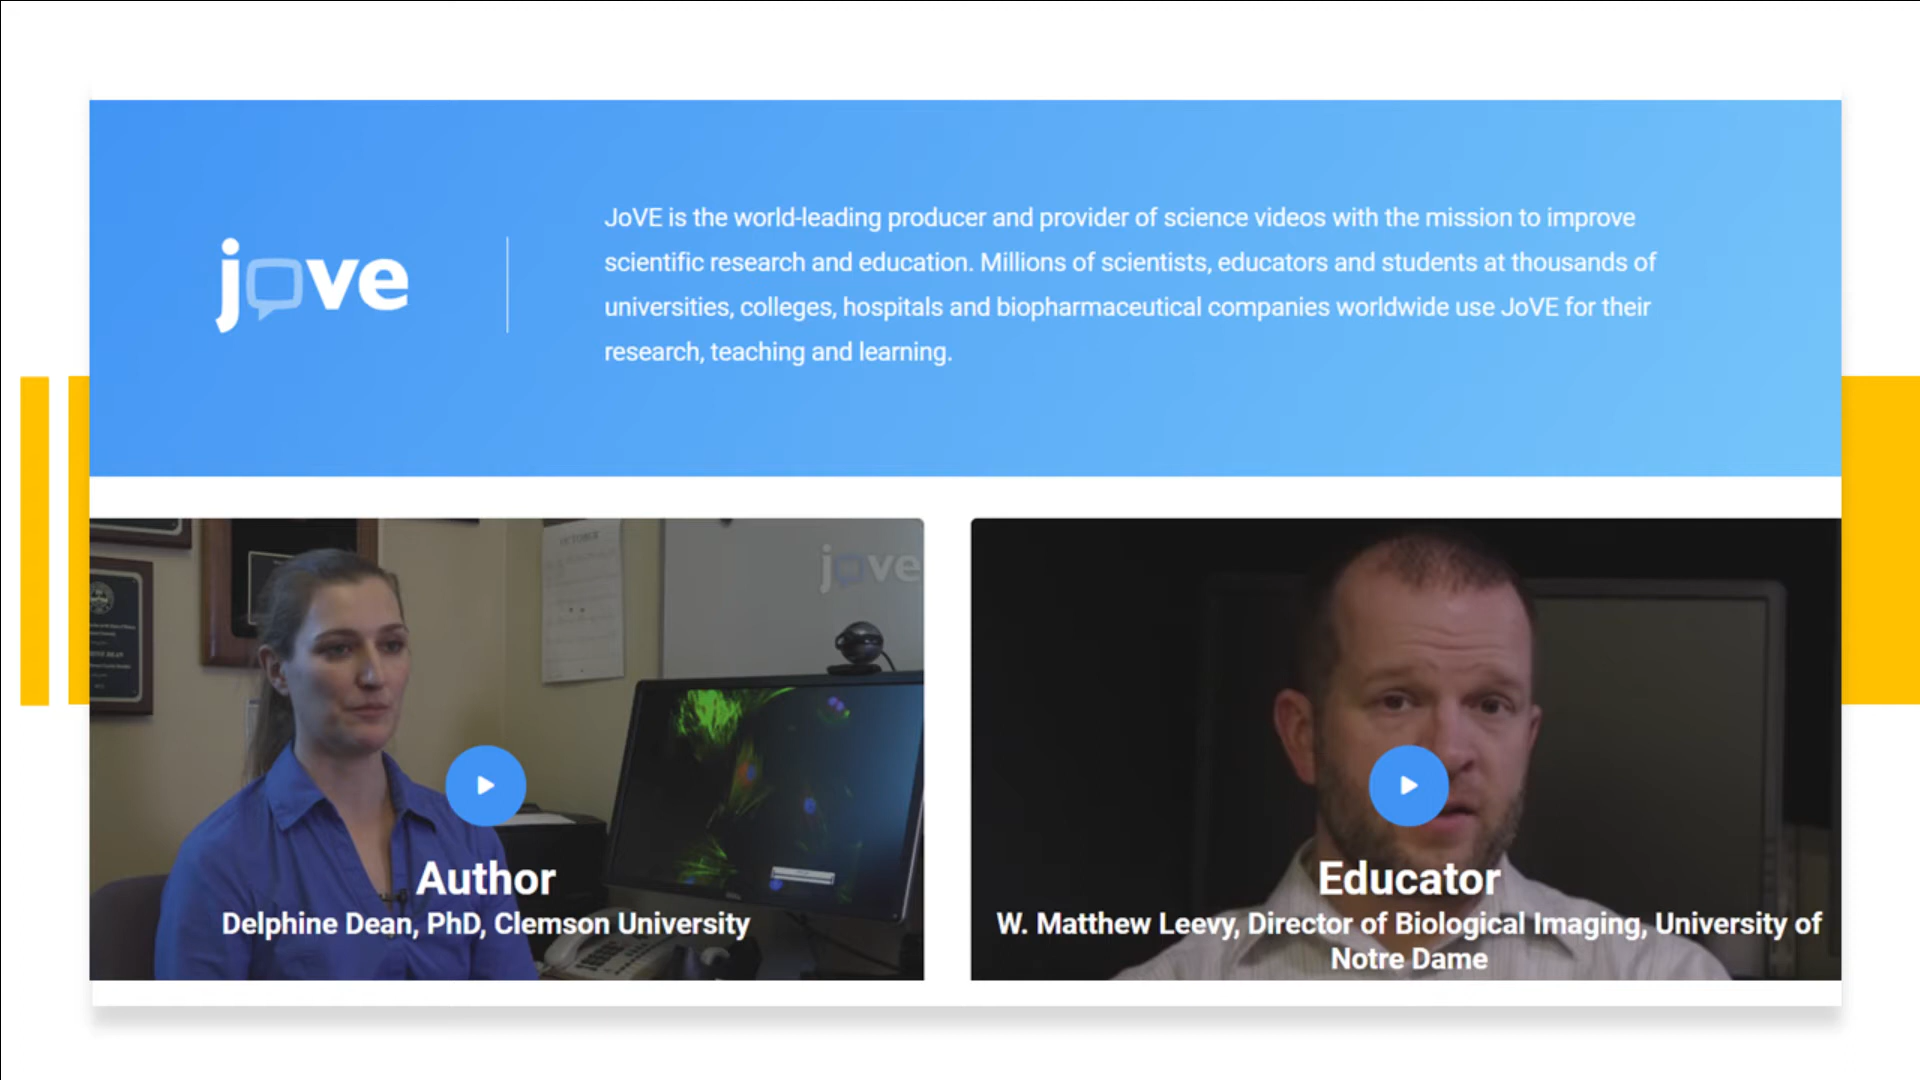 jove
JoVE is the world-leading producer and provider of science videos with the mission to improve
scientific research and education. Millions of scientists, educators and students at thousands of
universities, colleges, hospitals and biopharmaceutical companies worldwide use JoVE for their
research, teaching and learning.
OCTOBER
jove
Author
Delphine Dean, PhD, Clemson University
Educator
W. Matthew Leevy, Director of Biological Imaging, University of
Notre Dame